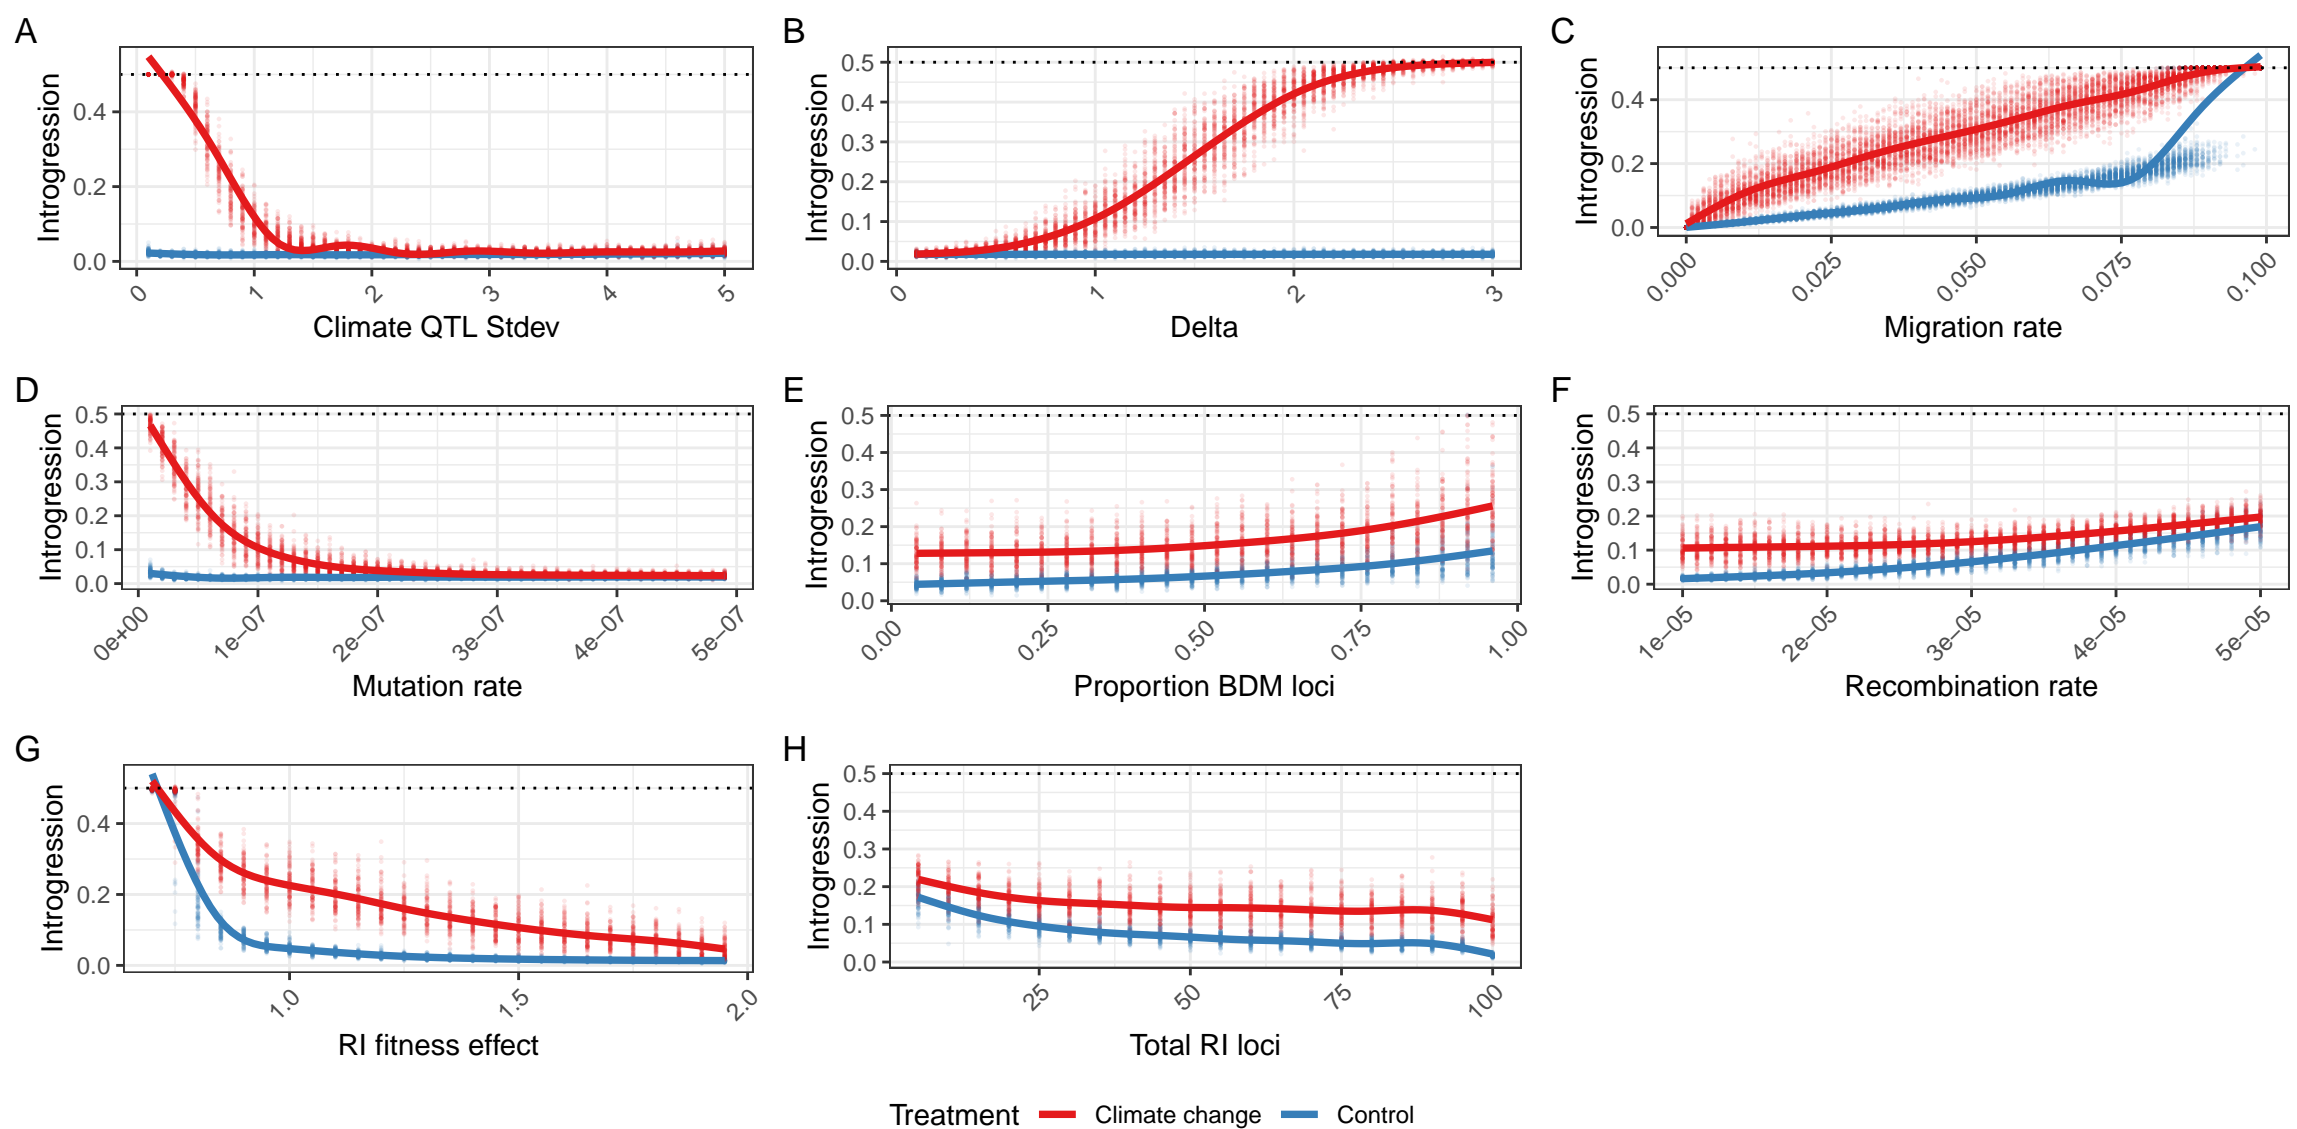 A
Introgression
0.4
0.2
0.0
0 1 2 3 4 5
Climate QTL Stdev
B
Introgression
0.5
0.4
0.3
0.2
0.1
0.0
0 1 2 3
Delta
C
Introgression
0.4
0.2
0.0
0.000 0.025 0.050 0.075 0.100
Migration rate
D
Introgression
0.5
0.4
0.3
0.2
0.1
0.0
0e+00 1e−07 2e−07 3e−07 4e−07 5e−07
Mutation rate
E
Introgression
0.5
0.4
0.3
0.2
0.1
0.0
0.00 0.25 0.50 0.75 1.00
Proportion BDM loci
F
Introgression
0.5
0.4
0.3
0.2
0.1
0.0
1e−05 2e−05 3e−05 4e−05 5e−05
Recombination rate
G
Introgression
0.4
0.2
0.0
1.0 1.5 2.0
RI fitness effect
H
Introgression
0.5
0.4
0.3
0.2
0.1
0.0
25 50 75 100
Total RI loci
Treatment Climate change Control